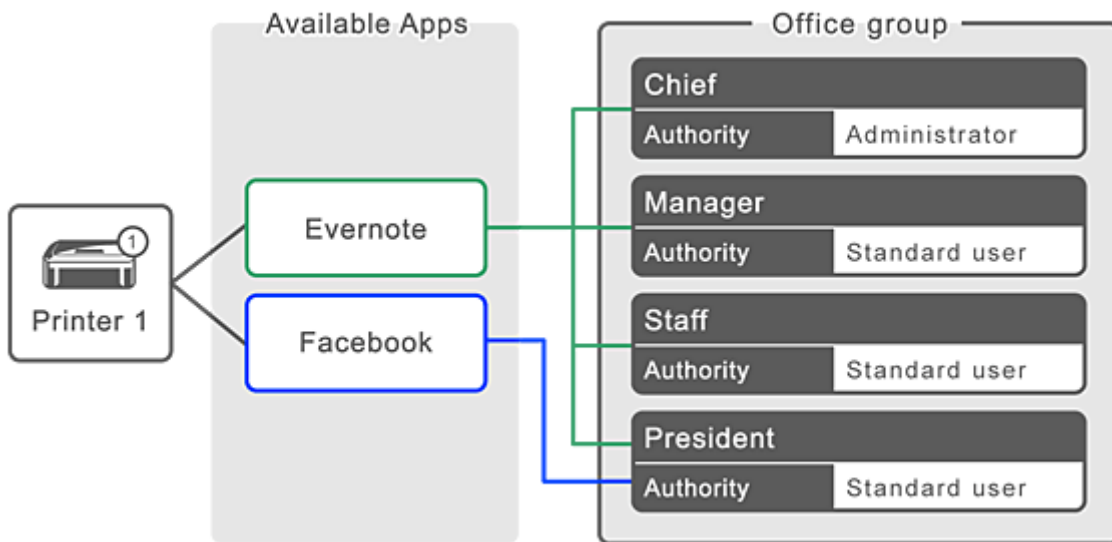 Available Apps
Office group
Chief
Authority Administrator
Manager
Authority Standard user
Staff
Authority Standard user
President
Authority Standard user
Evernote
Facebook
1
Printer 1